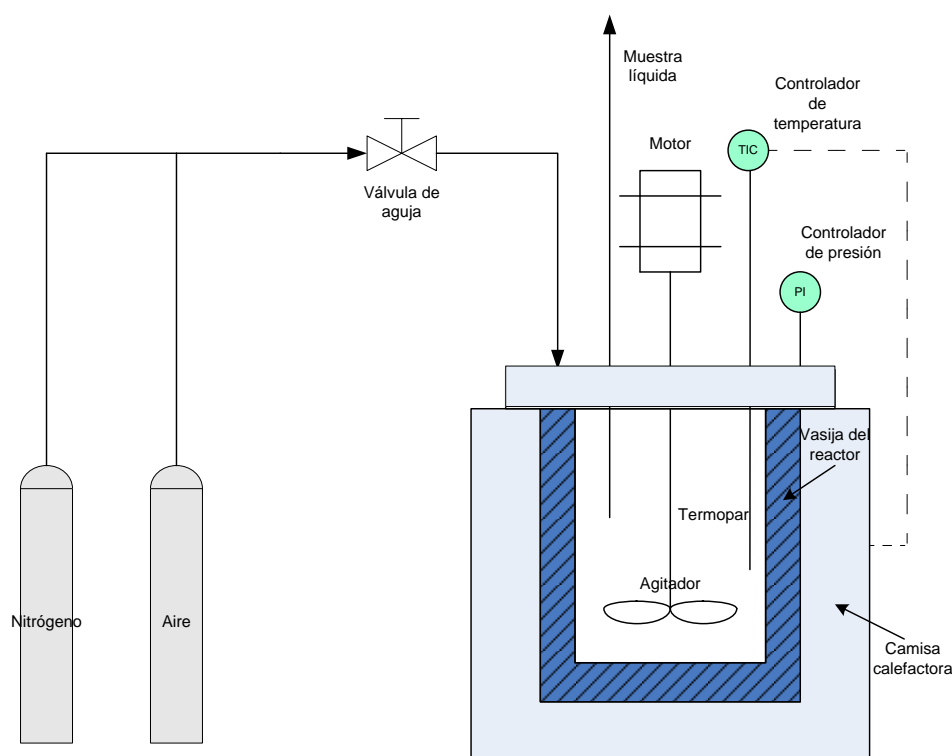 Muestra
líquida
Controlador
de
temperatura
TIC
Motor
Válvula de
aguja
Controlador
de presión
PI
Vasija del
reactor
Termopar
Agitador
Nitrógeno
Aire
Camisa
calefactora